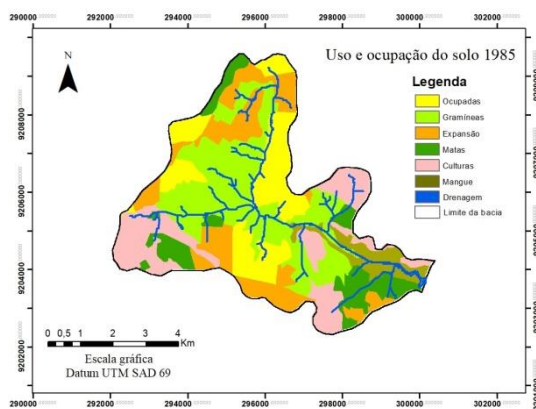 290000 292000 294000 296000 298000 300000 302000
Uso e ocupação do solo 1985
N
Legenda
Ocupadas
Gramíneas
Expansão
Matas
Culturas
Mangue
Drenagem
Limite da bacia
9208000
9206000
9204000
9202000
0 0,5 1 2 3 4
Km
Escala gráfica
Datum UTM SAD 69
290000 292000 294000 296000 298000 300000 302000